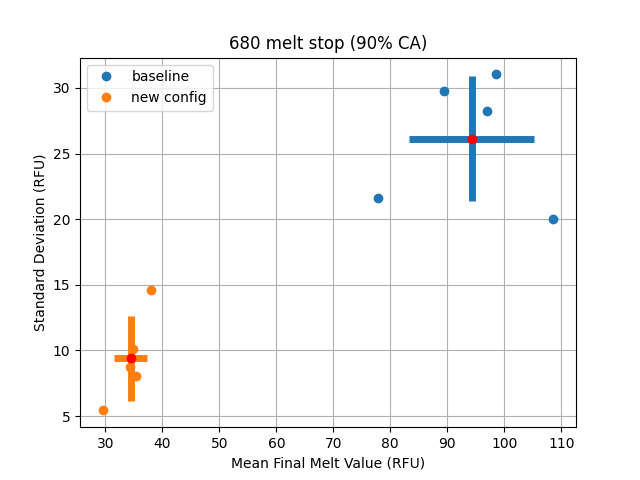 680 melt stop (90% CA)
baseline
new config
30
25
20
15
10
5
Standard Deviation (RFU)
30 40 50 60 70 80 90 100 110
Mean Final Melt Value (RFU)